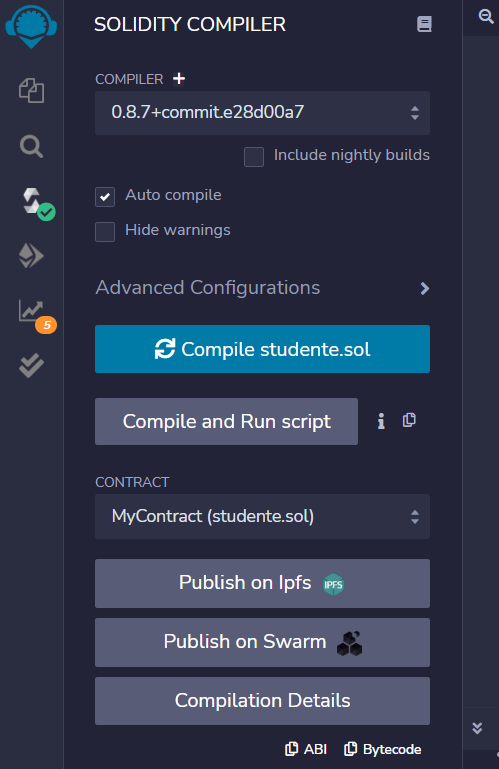 SOLIDITY COMPILER
COMPILER
0.8.7+commit.e28d00a7
Include nightly builds
Auto compile
Hide warnings
Advanced Configurations
5
Compile studente.sol
Compile and Run script
CONTRACT
MyContract (studente.sol)
Publish on Ipfs IPFS
Publish on Swarm
Compilation Details
ABI Bytecode